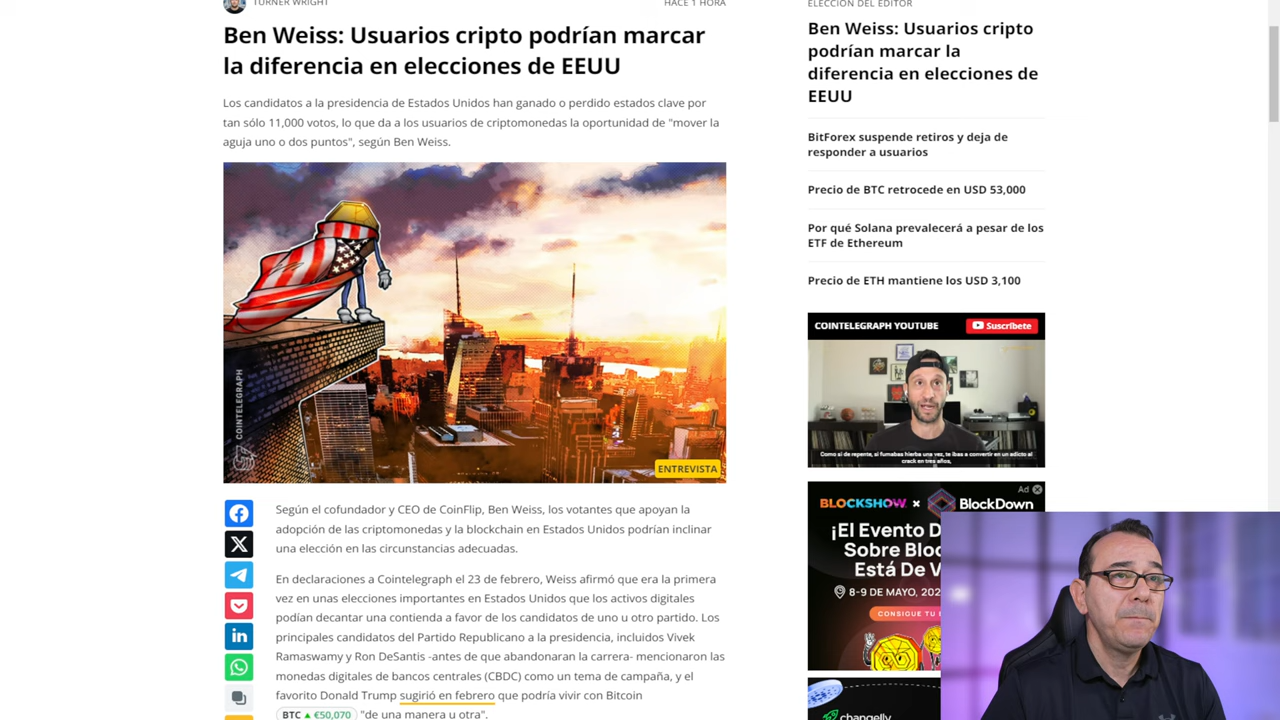 TURNER WRIGHT
HACE 1 HORA
Ben Weiss: Usuarios cripto podrían marcar
la diferencia en elecciones de EEUU
Los candidatos a la presidencia de Estados Unidos han ganado o perdido estados clave por
tan sólo 11,000 votos, lo que da a los usuarios de criptomonedas la oportunidad de "mover la
aguja uno o dos puntos", según Ben Weiss.
COINTELEGRAPH
ENTREVISTA
Según el cofundador y CEO de CoinFlip, Ben Weiss, los votantes que apoyan la
adopción de las criptomonedas y la blockchain en Estados Unidos podrían inclinar
una elección en las circunstancias adecuadas.
En declaraciones a Cointelegraph el 23 de febrero, Weiss afirmó que era la primera
vez en unas elecciones importantes en Estados Unidos que los activos digitales
podían decantar una contienda a favor de los candidatos de uno u otro partido. Los
principales candidatos del Partido Republicano a la presidencia, incluidos Vivek
Ramaswamy y Ron DeSantis -antes de que abandonaran la carrera- mencionaron las
monedas digitales de bancos centrales (CBDC) como un tema de campaña, y el
favorito Donald Trump sugirió en febrero que podría vivir con Bitcoin
BTC ▲ €50,070 "de una manera u otra".
ELECCIÓN DEL EDITOR
Ben Weiss: Usuarios cripto
podrían marcar la
diferencia en elecciones de
EEUU
BitForex suspende retiros y deja de
responder a usuarios
Precio de BTC retrocede en USD 53,000
Por qué Solana prevalecerá a pesar de los
ETF de Ethereum
Precio de ETH mantiene los USD 3,100
COINTELEGRAPH YOUTUBE
Suscríbete
Como si de repente, si fumabas hierba una vez, te ibas a convertir en un adicto al
crack en tres años,
Ad
BLOCKSHOW x BlockDown
¡El Evento D
Sobre Bloc
Está De V
8-9 DE MAYO, 202
CONSIGUE TU
changelly